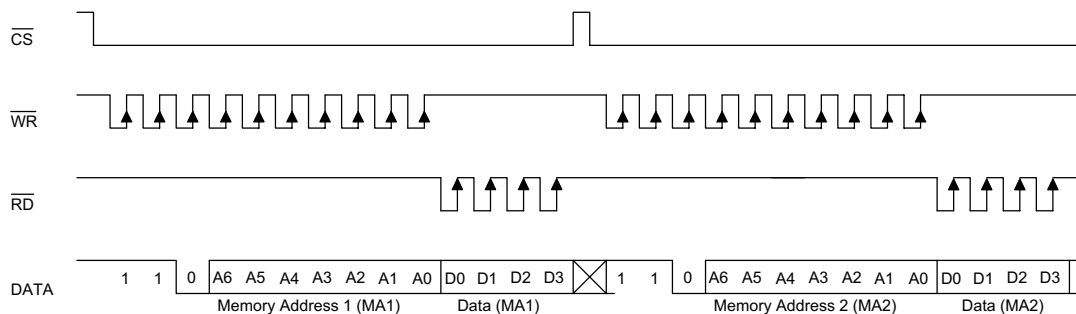 CS
WR
RD
DATA 1 1 0 A6 A5 A4 A3 A2 A1 A0 D0 D1 D2 D3 1 1 0 A6 A5 A4 A3 A2 A1 A0 D0 D1 D2 D3
Memory Address 1 (MA1) Data (MA1) Memory Address 2 (MA2) Data (MA2)